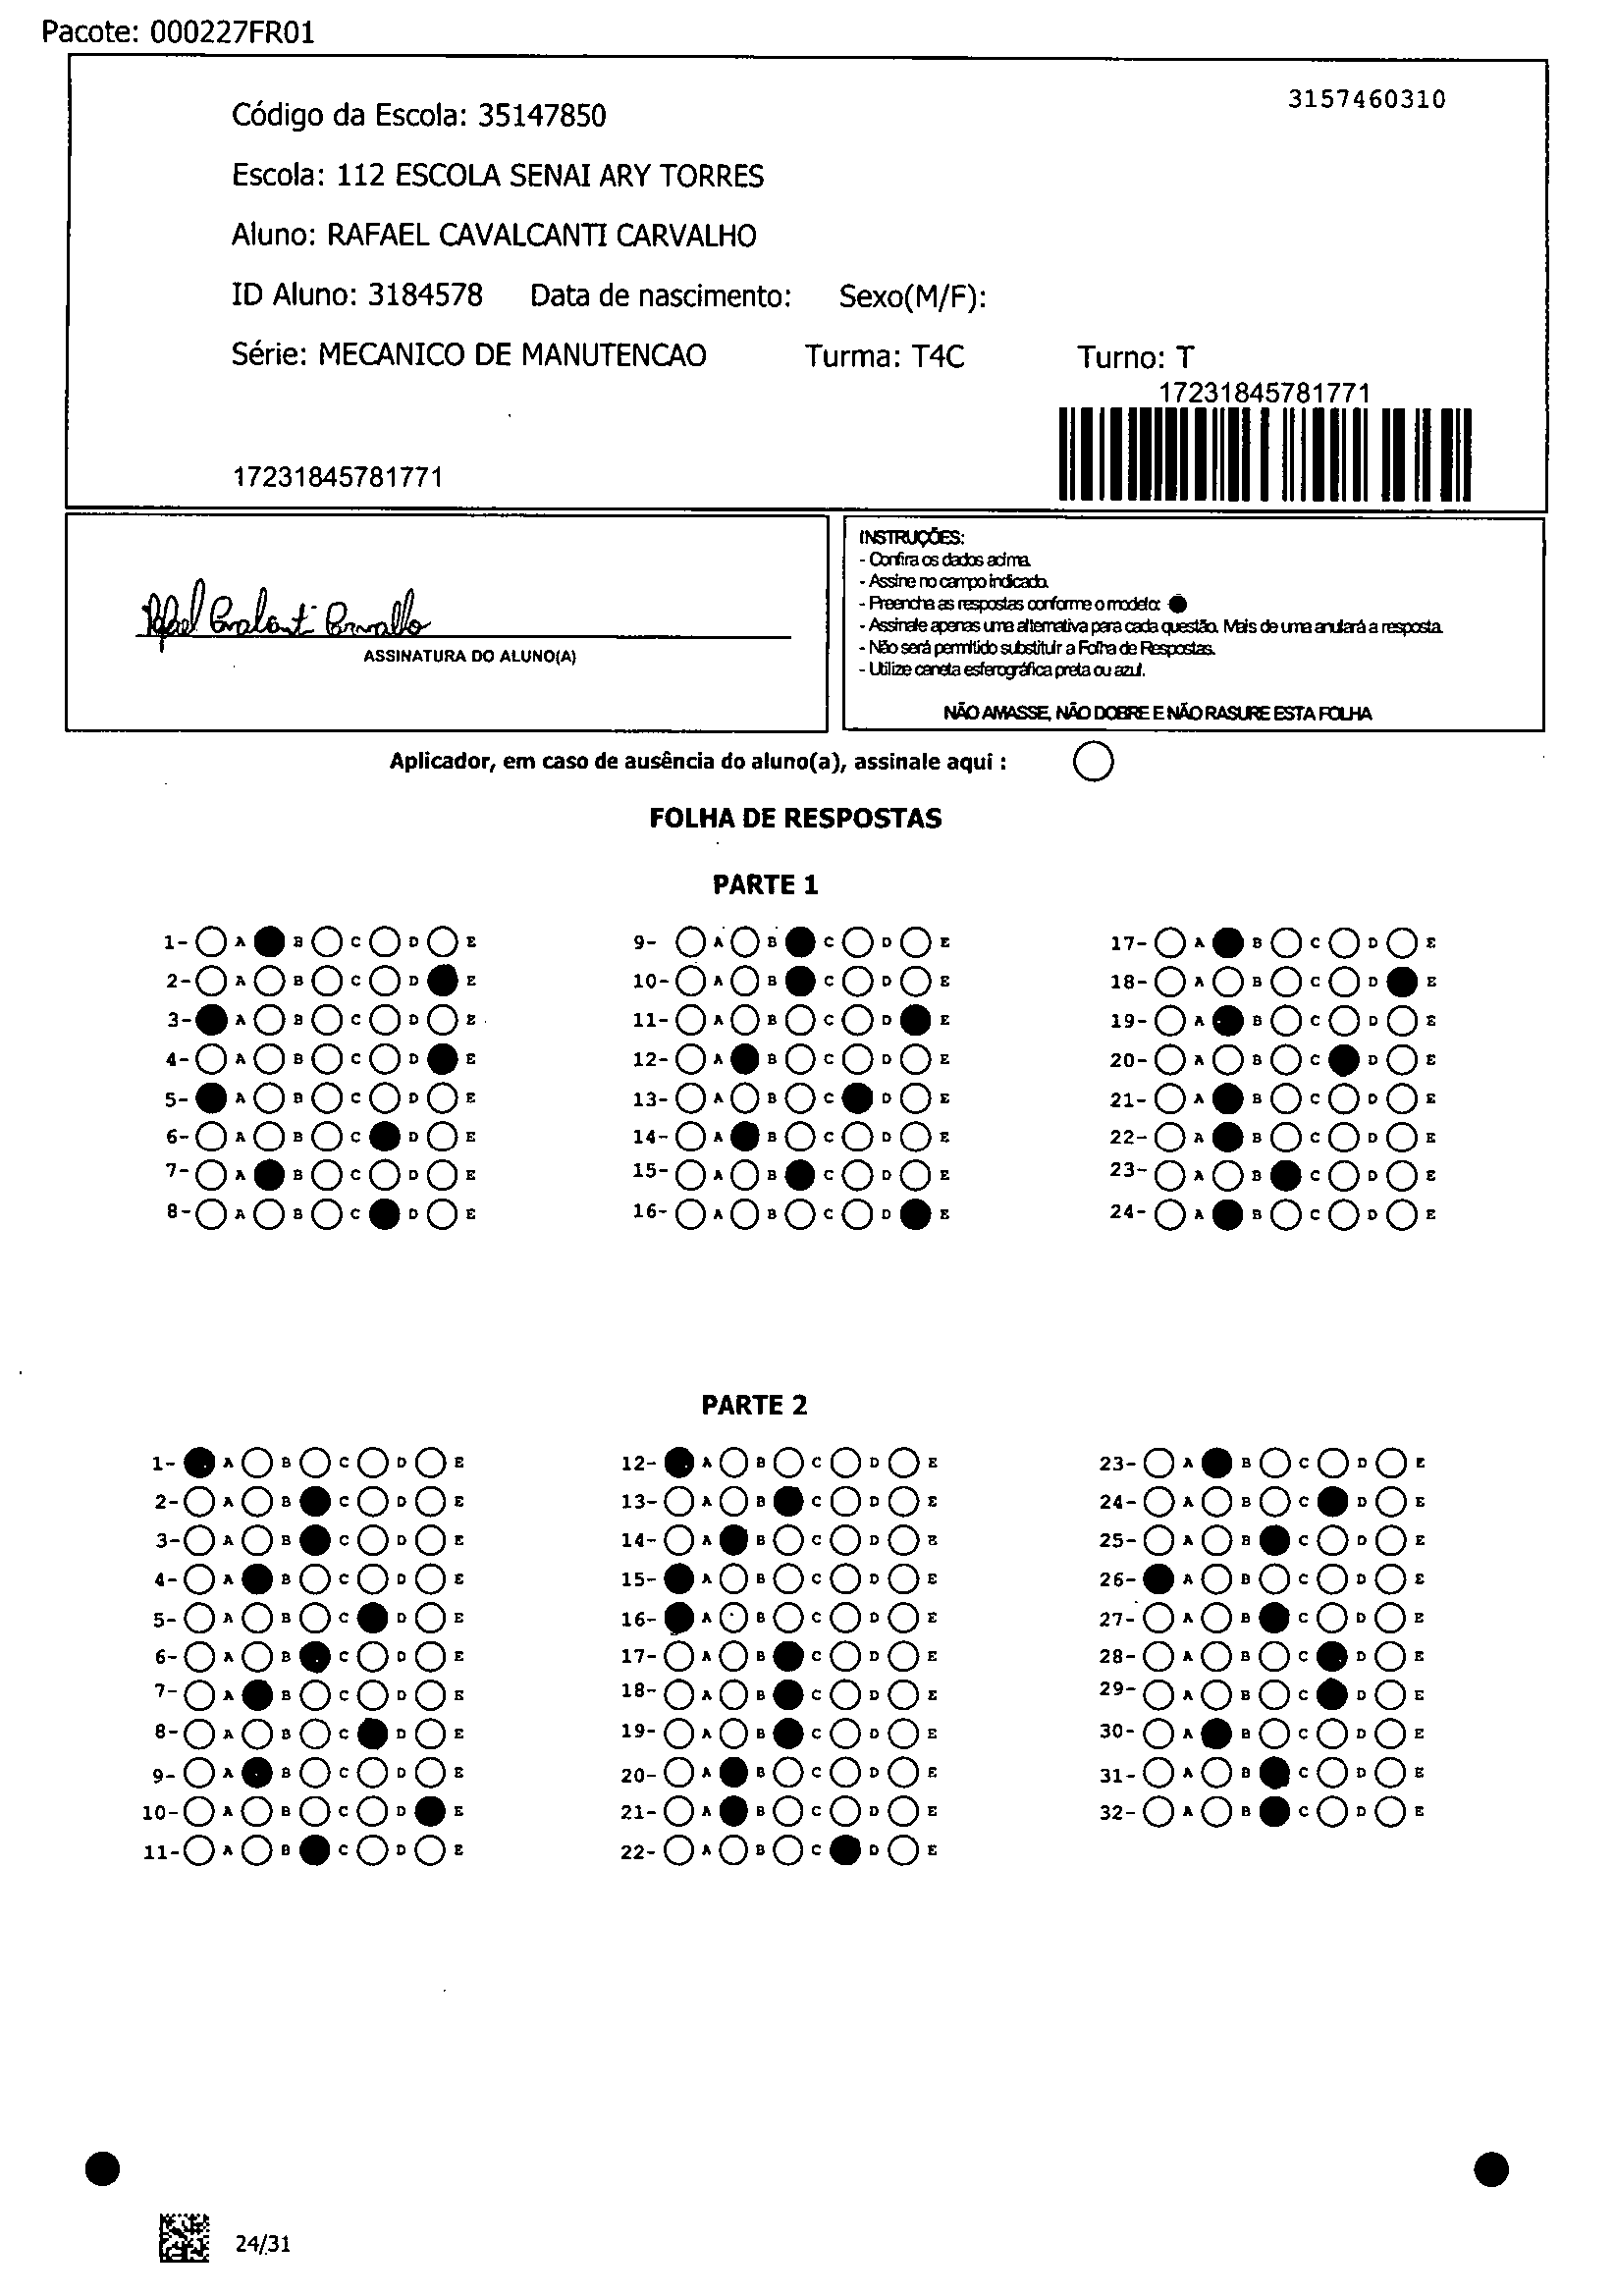 Pacote: 000227FR01
3157460310
Código da Escola: 35147850
Escola: 112 ESCOLA SENAI ARY TORRES
Aluno: RAFAEL CAVALCANTI CARVALHO
ID Aluno: 3184578 Data de nascimento: Sexo(M/F):
Série: MECANICO DE MANUTENCAO Turma: T4C Turno: T
17231845781771
17231845781771
Rafael Cavalcanti Carvalho
ASSINATURA DO ALUNO(A)
INSTRUÇÕES:
- Confira os dados acima.
- Assine no campo indicado.
- Preencha as respostas conforme o modelo:
- Assinale apenas uma alternativa para cada questão. Mais de uma anulará a resposta.
- Não será permitido substituir a Folha de Respostas.
- Utilize caneta esferográfica preta ou azul.
NÃO AMASSE, NÃO DOBRE E NÃO RASURE ESTA FOLHA
Aplicador, em caso de ausência do aluno(a), assinale aqui :
FOLHA DE RESPOSTAS
PARTE 1
1- A B C D E 9- A B C D E 17- A B C D E
2- A B C D E 10- A B C D E 18- A B C D E
3- A B C D E 11- A B C D E 19- A B C D E
4- A B C D E 12- A B C D E 20- A B C D E
5- A B C D E 13- A B C D E 21- A B C D E
6- A B C D E 14- A B C D E 22- A B C D E
7- A B C D E 15- A B C D E 23- A B C D E
8- A B C D E 16- A B C D E 24- A B C D E
PARTE 2
1- A B C D E 12- A B C D E 23- A B C D E
2- A B C D E 13- A B C D E 24- A B C D E
3- A B C D E 14- A B C D E 25- A B C D E
4- A B C D E 15- A B C D E 26- A B C D E
5- A B C D E 16- A B C D E 27- A B C D E
6- A B C D E 17- A B C D E 28- A B C D E
7- A B C D E 18- A B C D E 29- A B C D E
8- A B C D E 19- A B C D E 30- A B C D E
9- A B C D E 20- A B C D E 31- A B C D E
10- A B C D E 21- A B C D E 32- A B C D E
11- A B C D E 22- A B C D E
24/31